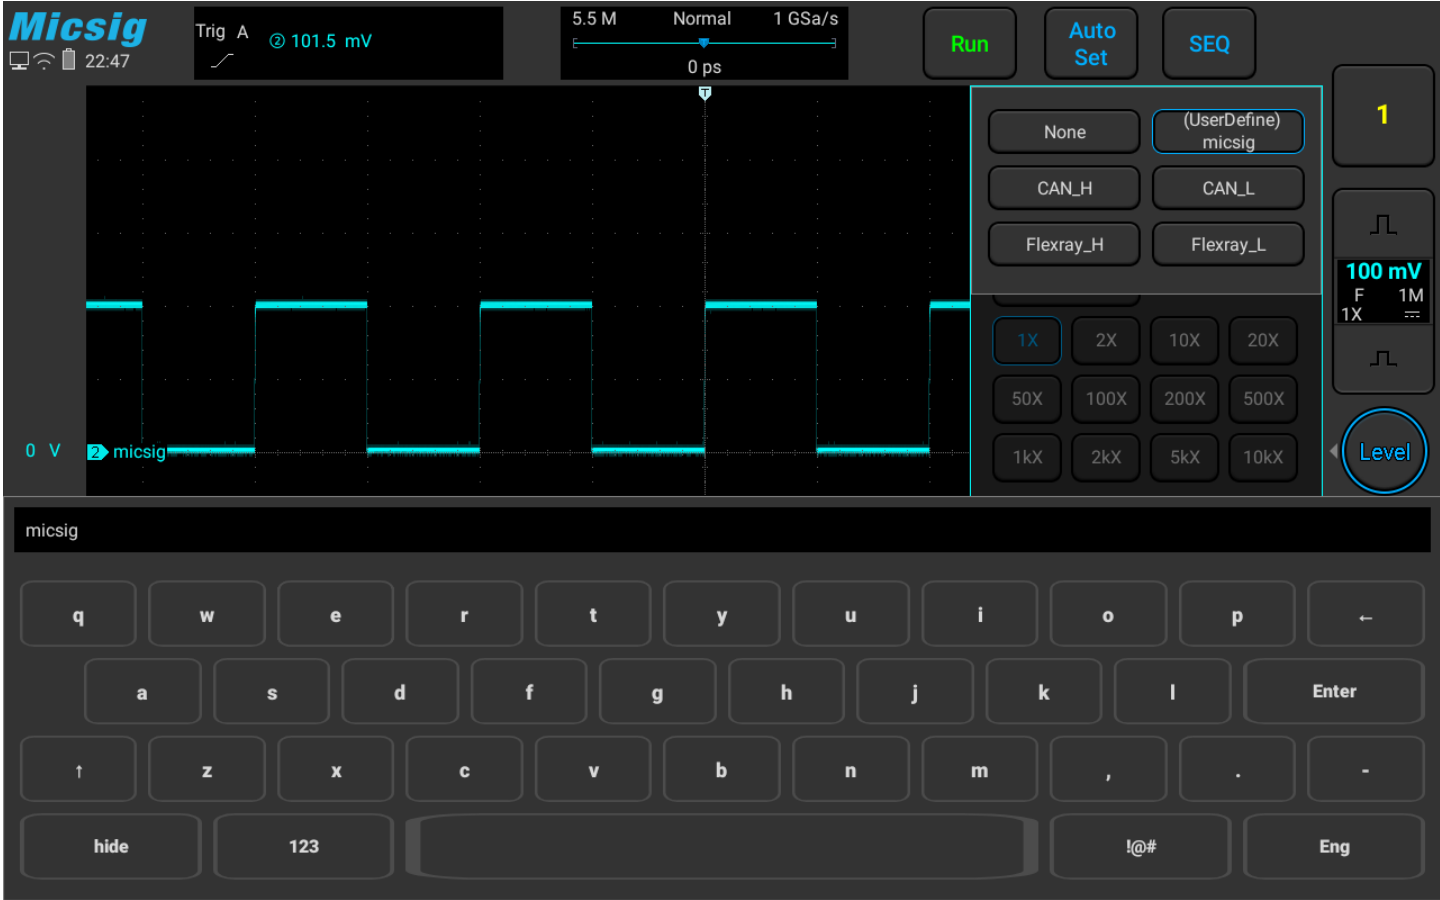 Micsig
22:47
Trig A ② 101.5 mV
5.5 M Normal 1 GSa/s
0 ps
Run
Auto
Set
SEQ
1
T
None
(UserDefine)
micsig
CAN_H
CAN_L
Flexray_H
Flexray_L
100 mV
F 1M
1X
1X 2X 10X 20X
50X 100X 200X 500X
1kX 2kX 5kX 10kX
Level
0 V
2 micsig
micsig
q w e r t y u i o p ←
a s d f g h j k l Enter
↑ z x c v b n m , . -
hide 123 !@# Eng